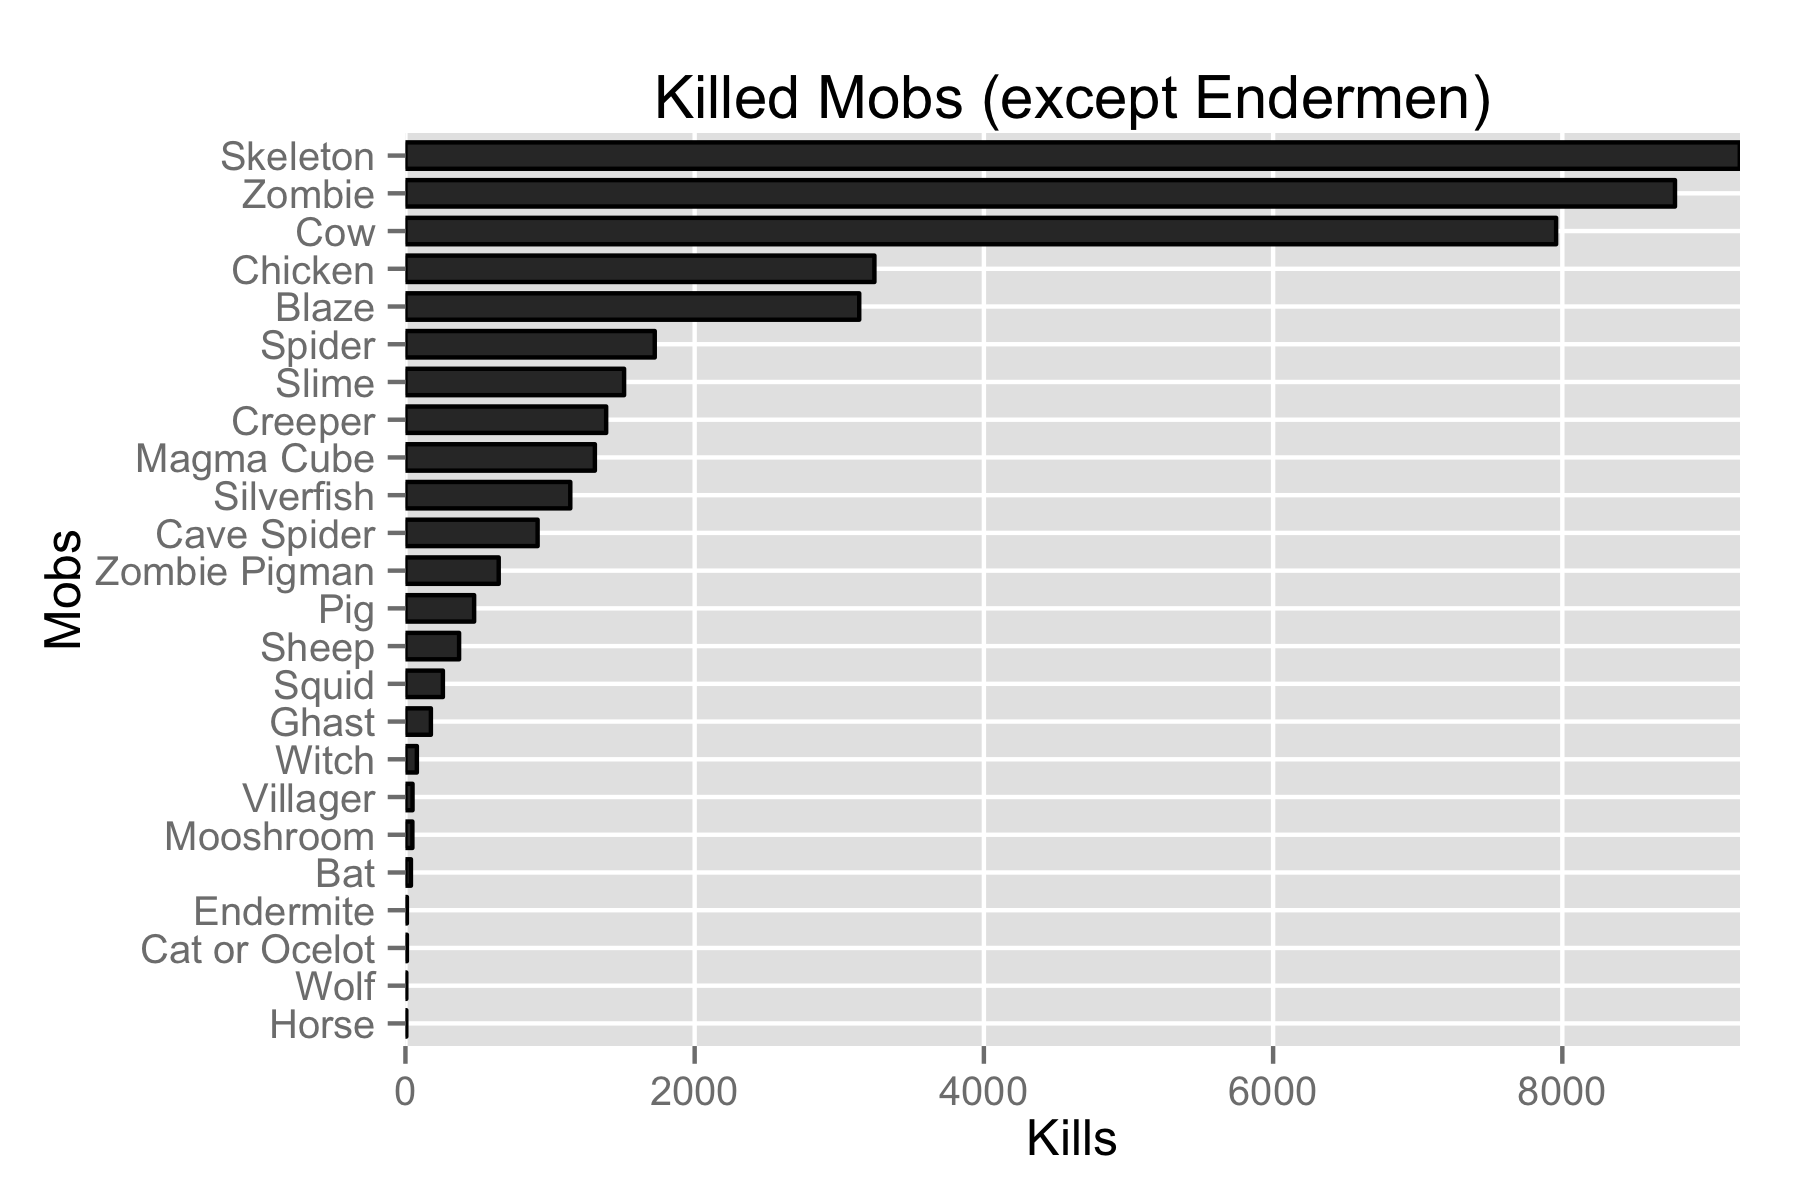 Killed Mobs (except Endermen)
Skeleton
Zombie
Cow
Chicken
Blaze
Spider
Slime
Creeper
Magma Cube
Silverfish
Cave Spider
Zombie Pigman
Pig
Sheep
Squid
Ghast
Witch
Villager
Mooshroom
Bat
Endermite
Cat or Ocelot
Wolf
Horse
Mobs
0 2000 4000 6000 8000
Kills